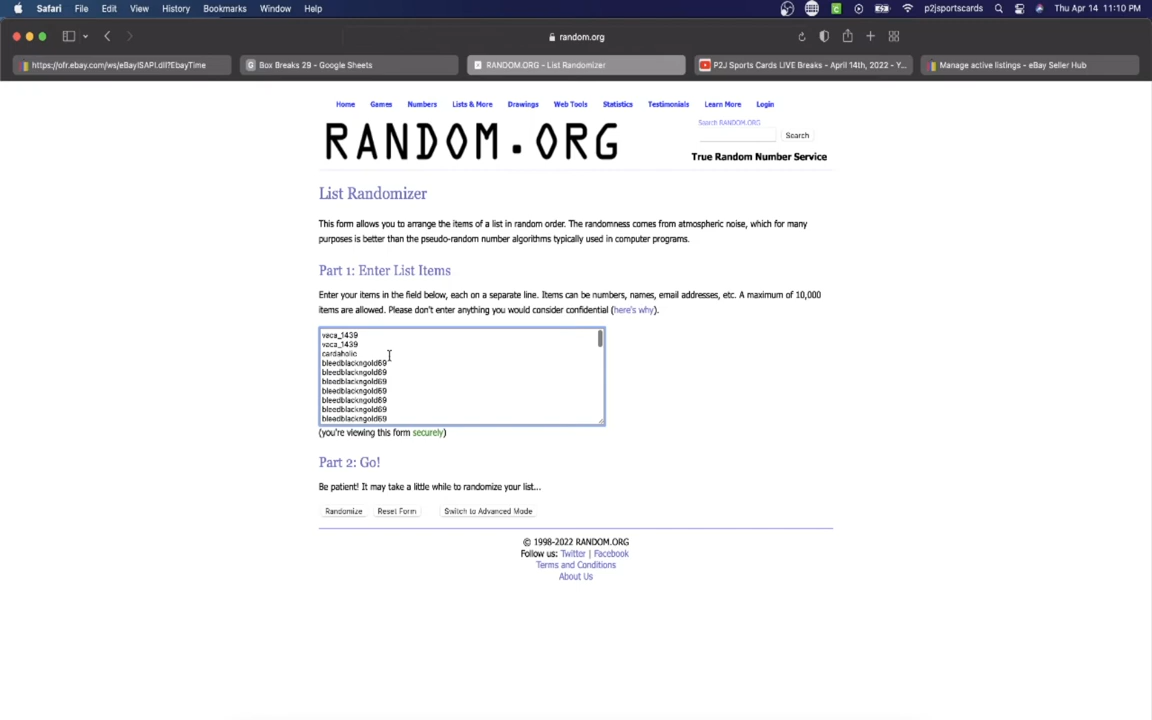 Safari File Edit View History Bookmarks Window Help p2jsportscards Thu Apr 14 11:10 PM
random.org
https://ofr.ebay.com/ws/eBayISAPI.dll?EbayTime Box Breaks 29 – Google Sheets RANDOM.ORG - List Randomizer P2J Sports Cards LIVE Breaks - April 14th, 2022 - Y... Manage active listings - eBay Seller Hub
Home Games Numbers Lists & More Drawings Web Tools Statistics Testimonials Learn More Login
RANDOM.ORG
Search RANDOM.ORG
Search
True Random Number Service
List Randomizer
This form allows you to arrange the items of a list in random order. The randomness comes from atmospheric noise, which for many
purposes is better than the pseudo-random number algorithms typically used in computer programs.
Part 1: Enter List Items
Enter your items in the field below, each on a separate line. Items can be numbers, names, email addresses, etc. A maximum of 10,000
items are allowed. Please don't enter anything you would consider confidential (here's why).
vaca_1439
vaca_1439
cardaholic
bleedblackngold69
bleedblackngold69
bleedblackngold69
bleedblackngold69
bleedblackngold69
bleedblackngold69
bleedblackngold69
(you're viewing this form securely)
Part 2: Go!
Be patient! It may take a little while to randomize your list...
Randomize Reset Form Switch to Advanced Mode
© 1998-2022 RANDOM.ORG
Follow us: Twitter | Facebook
Terms and Conditions
About Us